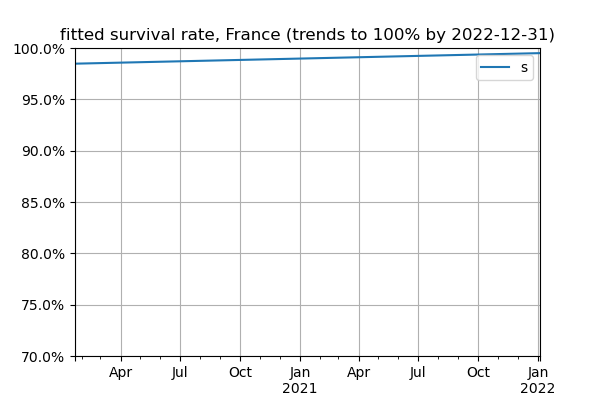 fitted survival rate, France (trends to 100% by 2022-12-31)
100.0%
s
95.0%
90.0%
85.0%
80.0%
75.0%
70.0%
Apr Jul Oct Jan Apr Jul Oct Jan
2021 2022